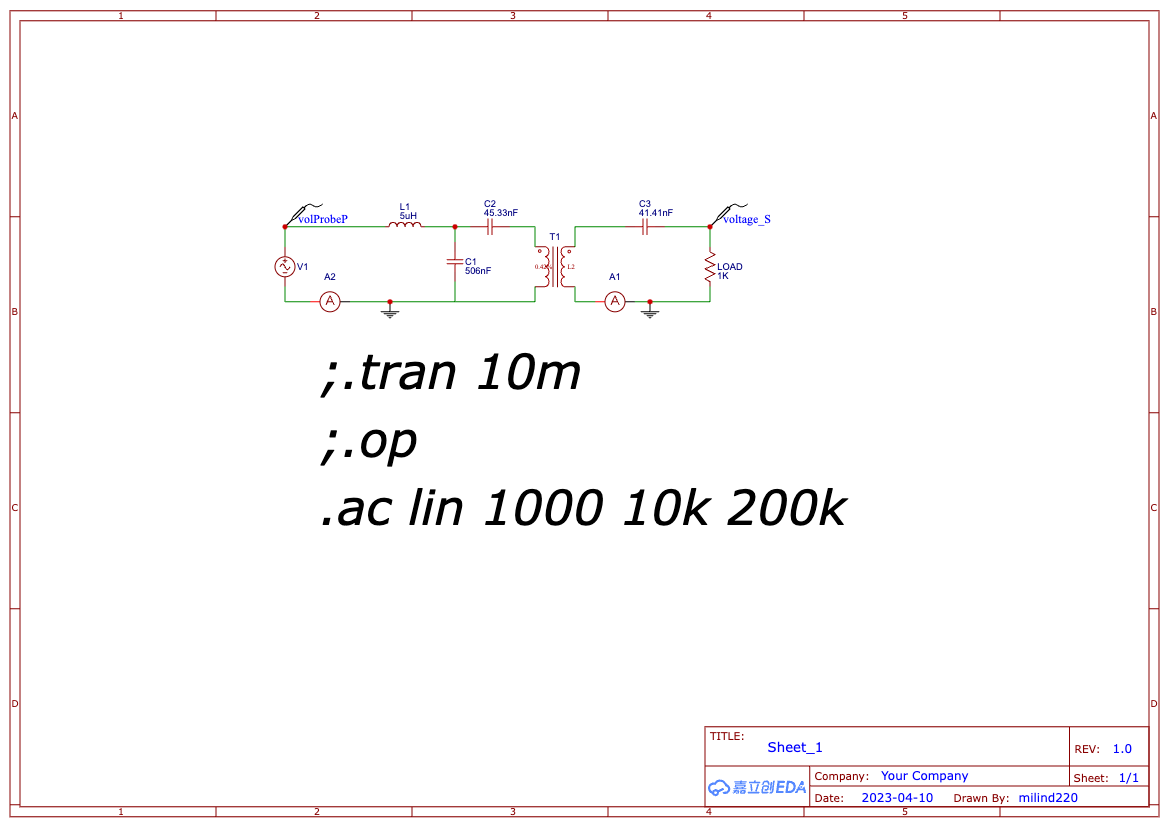 1 2 3 4 5
A A
C2
45.33nF
C3
41.41nF
L1
5uH
volProbeP
voltage_S
T1
V1
C1
506nF
L2
LOAD
1K
A2
A
A1
A
B B
;.tran 10m
;.op
.ac lin 1000 10k 200k
C C
D D
TITLE:
Sheet_1
REV: 1.0
嘉立创EDA
Company: Your Company
Sheet: 1/1
Date: 2023-04-10 Drawn By: milind220
1 2 3 4 5